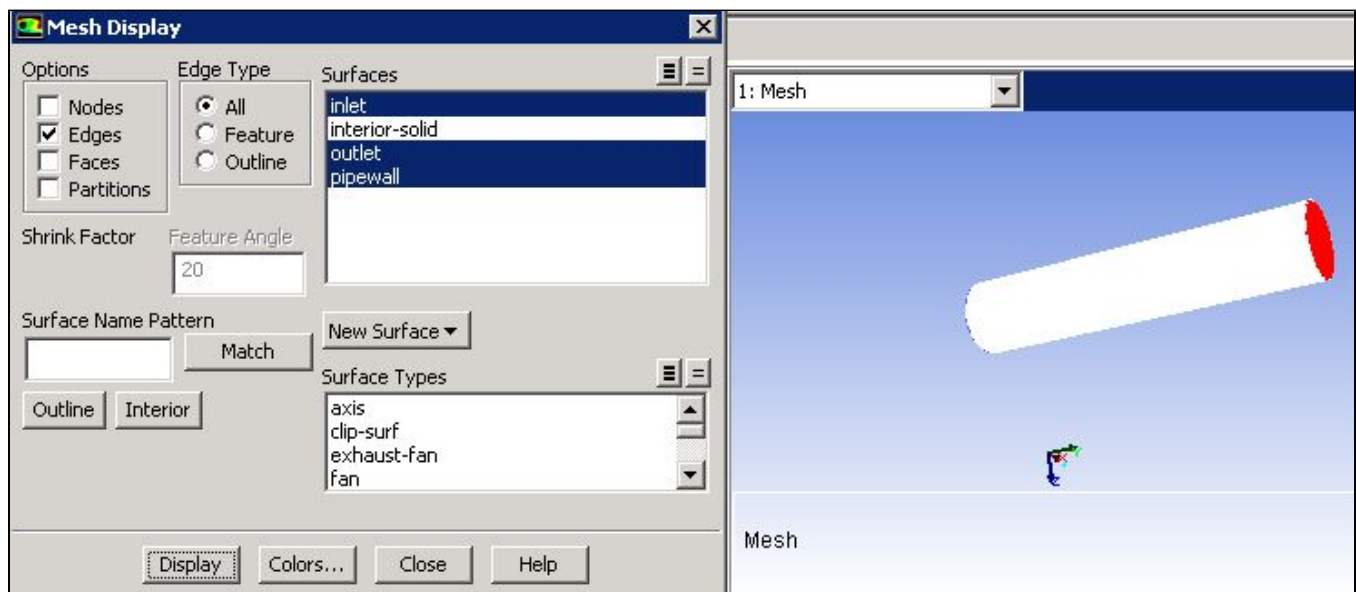 Mesh Display
Options
Nodes
Edges
Faces
Partitions
Edge Type
All
Feature
Outline
Shrink Factor
Feature Angle
20
Surface Name Pattern
Match
Outline
Interior
Surfaces
inlet
interior-solid
outlet
pipewall
New Surface
Surface Types
axis
clip-surf
exhaust-fan
fan
Display
Colors...
Close
Help
1: Mesh
Mesh